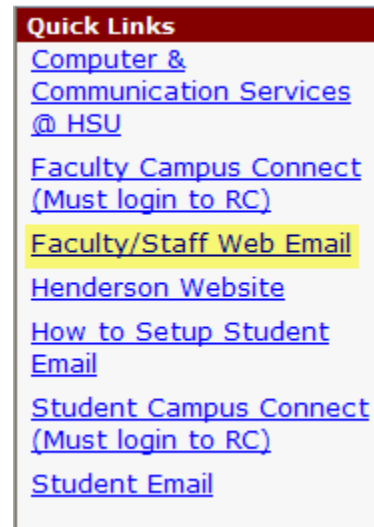 Quick Links
Computer &
Communication Services
@ HSU
Faculty Campus Connect
(Must login to RC)
Faculty/Staff Web Email
Henderson Website
How to Setup Student
Email
Student Campus Connect
(Must login to RC)
Student Email